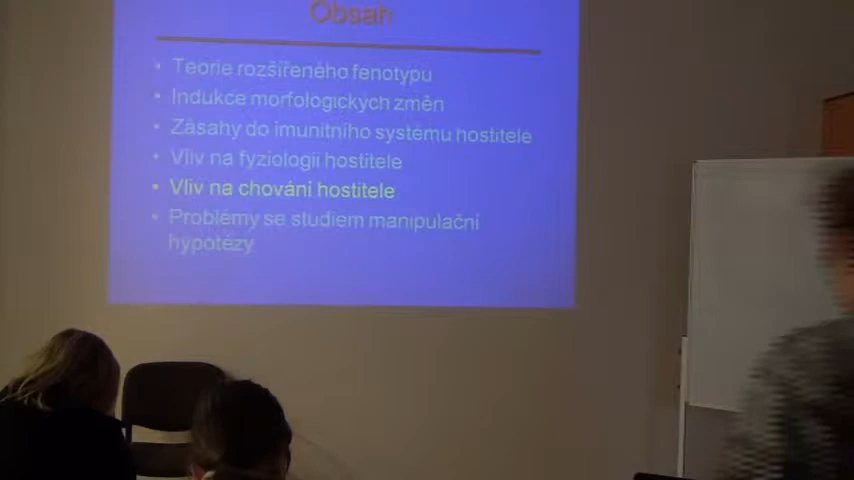 Obsah
• Teorie rozšířeného fenotypu
• Indukce morfologických změn
• Zásahy do imunitního systému hostitele
• Vliv na fyziologii hostitele
• Vliv na chování hostitele
• Problémy se studiem manipulační
hypotézy